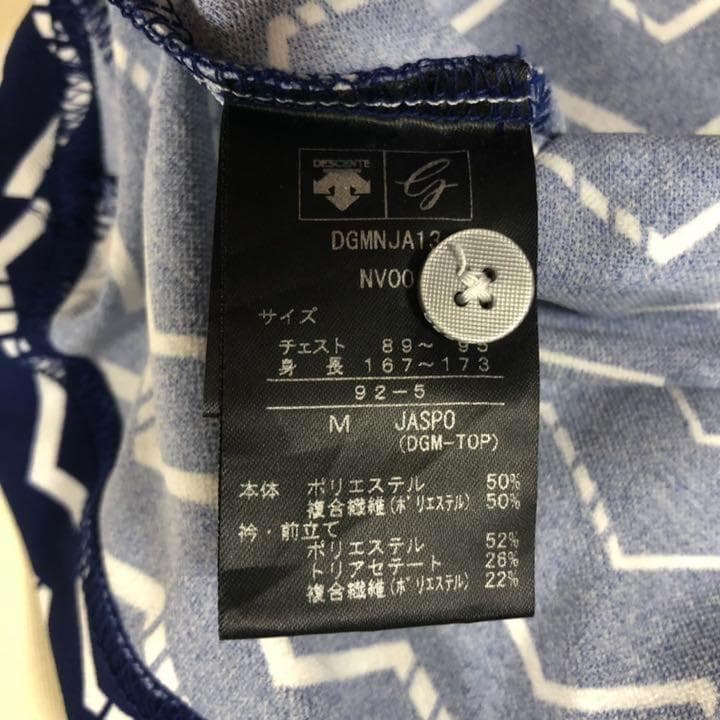 DESCENTE
DGMNJA13
NV00
サイズ
チェスト 89～95
身 長 167～173
92-5
M JASPO
(DGM-TOP)
本体 ポリエステル 50%
複合繊維(ポリエステル) 50%
衿・前立て
ポリエステル 52%
トリアセテート 26%
複合繊維(ポリエステル) 22%